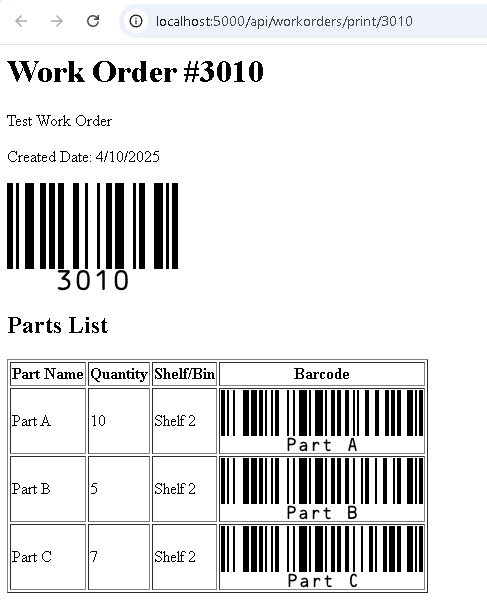 localhost:5000/api/workorders/print/3010
Work Order #3010
Test Work Order
Created Date: 4/10/2025
3010
Parts List
Part Name Quantity Shelf/Bin Barcode
Part A 10 Shelf 2 Part A
Part B 5 Shelf 2 Part B
Part C 7 Shelf 2 Part C